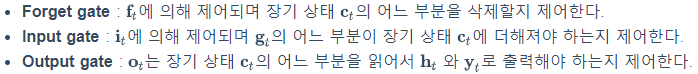 • Forget gate : f_t에 의해 제어되며 장기 상태 c_t의 어느 부분을 삭제할지 제어한다.
• Input gate : i_t에 의해 제어되며 g_t의 어느 부분이 장기 상태 c_t에 더해져야 하는지 제어한다.
• Output gate : o_t는 장기 상태 c_t의 어느 부분을 읽어서 h_t 와 y_t로 출력해야 하는지 제어한다.